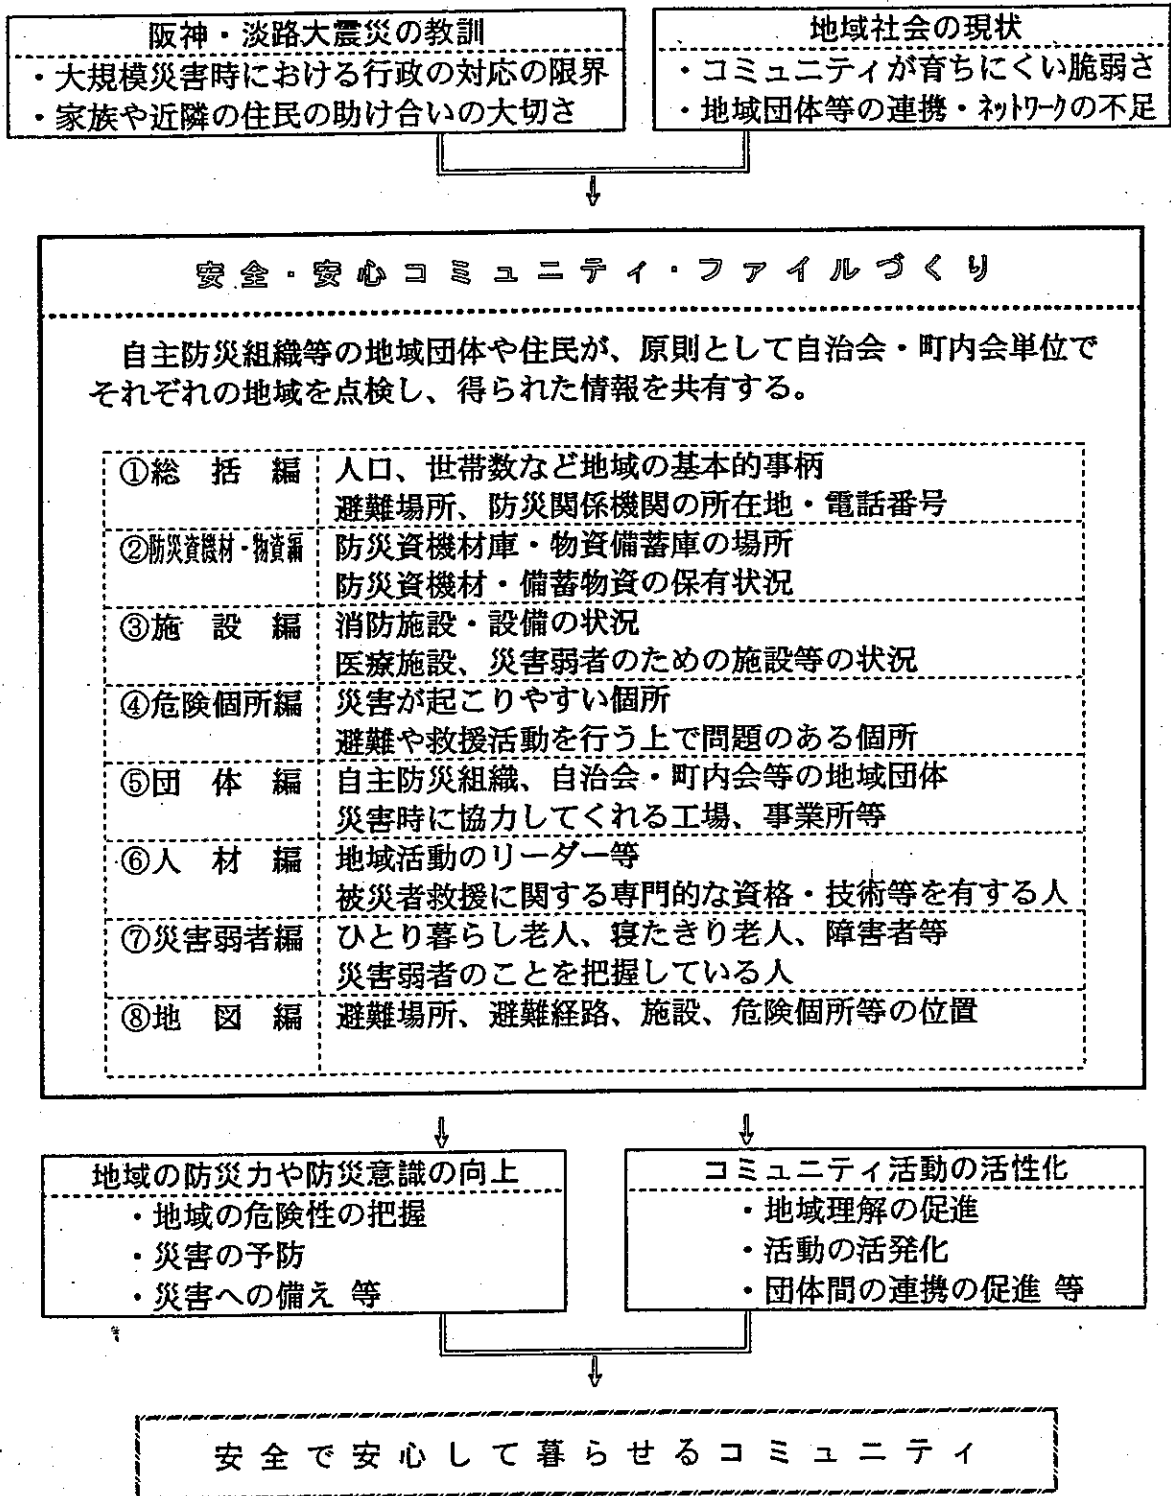 阪神・淡路大震災の教訓
・大規模災害時における行政の対応の限界
・家族や近隣の住民の助け合いの大切さ
地域社会の現状
・コミュニティが育ちにくい脆弱さ
・地域団体等の連携・ネットワークの不足
⇓
安全・安心コミュニティ・ファイルづくり
自主防災組織等の地域団体や住民が、原則として自治会・町内会単位で
それぞれの地域を点検し、得られた情報を共有する。
①総括編 人口、世帯数など地域の基本的事柄
避難場所、防災関係機関の所在地・電話番号
②防災資機材・物資編 防災資機材庫・物資備蓄庫の場所
防災資機材・備蓄物資の保有状況
③施設編 消防施設・設備の状況
医療施設、災害弱者のための施設等の状況
④危険個所編 災害が起こりやすい個所
避難や救援活動を行う上で問題のある個所
⑤団体編 自主防災組織、自治会・町内会等の地域団体
災害時に協力してくれる工場、事業所等
⑥人材編 地域活動のリーダー等
被災者救援に関する専門的な資格・技術等を有する人
⑦災害弱者編 ひとり暮らし老人、寝たきり老人、障害者等
災害弱者のことを把握している人
⑧地図編 避難場所、避難経路、施設、危険個所等の位置
⇓ ⇓
地域の防災力や防災意識の向上
・地域の危険性の把握
・災害の予防
・災害への備え 等
コミュニティ活動の活性化
・地域理解の促進
・活動の活発化
・団体間の連携の促進 等
⇓
安全で安心して暮らせるコミュニティ